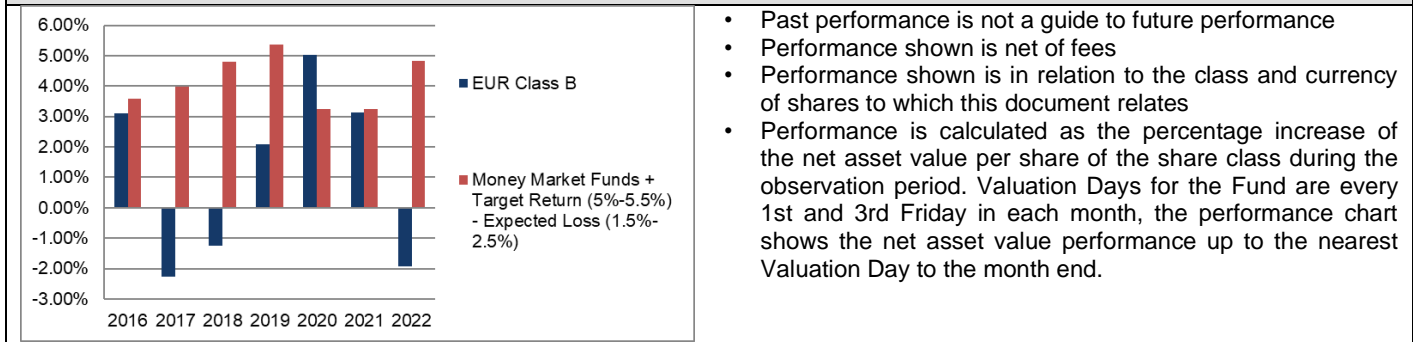 6.00%
5.00%
4.00%
3.00%
2.00%
1.00%
0.00%
-1.00%
-2.00%
-3.00%
2016 2017 2018 2019 2020 2021 2022
EUR Class B
Money Market Funds +
Target Return (5%-5.5%)
- Expected Loss (1.5%-
2.5%)
• Past performance is not a guide to future performance
• Performance shown is net of fees
• Performance shown is in relation to the class and currency
of shares to which this document relates
• Performance is calculated as the percentage increase of
the net asset value per share of the share class during the
observation period. Valuation Days for the Fund are every
1st and 3rd Friday in each month, the performance chart
shows the net asset value performance up to the nearest
Valuation Day to the month end.